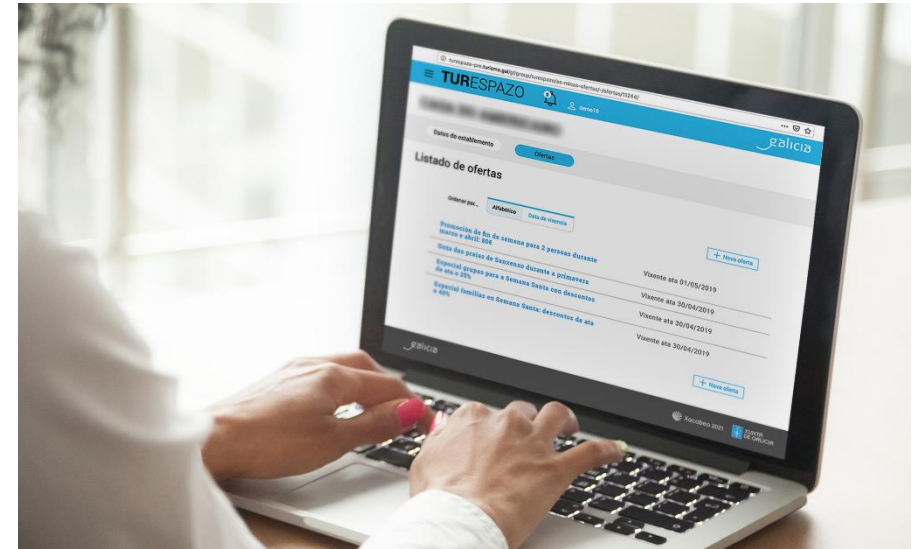 TURESPAZO
demo18
galicia
Datos do establemento
Ofertas
Listado de ofertas
Ordenar por...
Alfabético
Data de vixencia
+ Nova oferta
Promoción de fin de semana para 2 persoas durante
marzo e abril: 80€
Vixente ata 01/05/2019
Goza das praias de Sanxenxo durante a primavera
Vixente ata 30/04/2019
Especial grupos para a Semana Santa con descontos
de ata o 20%
Vixente ata 30/04/2019
Especial familias en Semana Santa: descontos de ata
Vixente ata 30/04/2019
+ Nova oferta
galicia
Xacobeo 2021
XUNTA
DE GALICIA